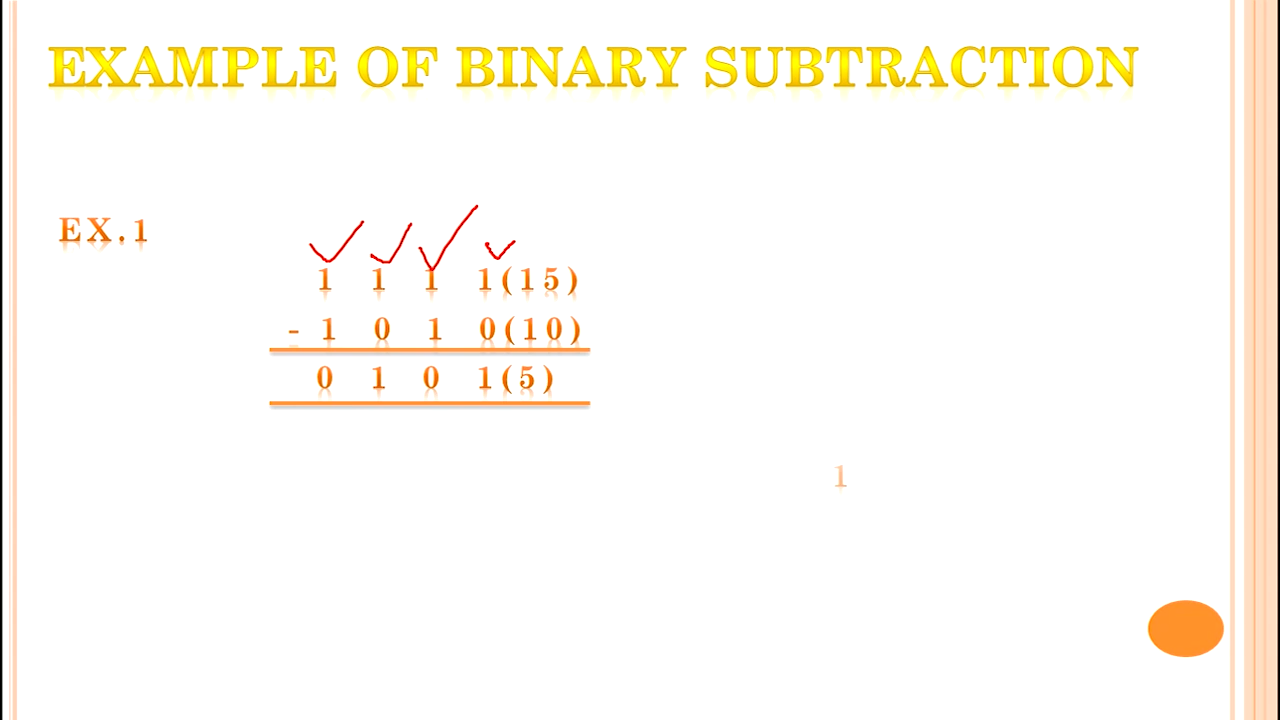 EXAMPLE OF BINARY SUBTRACTION
EX.1
1 1 1 1(15)
- 1 0 1 0(10)
0 1 0 1(5)
1